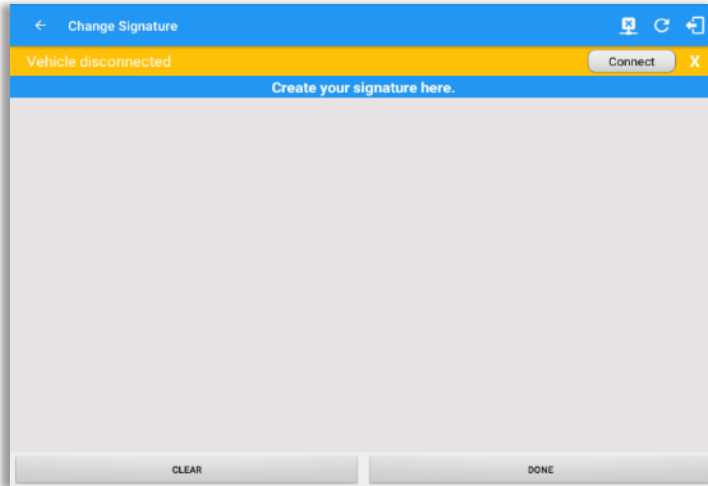 Change Signature
Vehicle disconnected
Connect
X
Create your signature here.
CLEAR
DONE